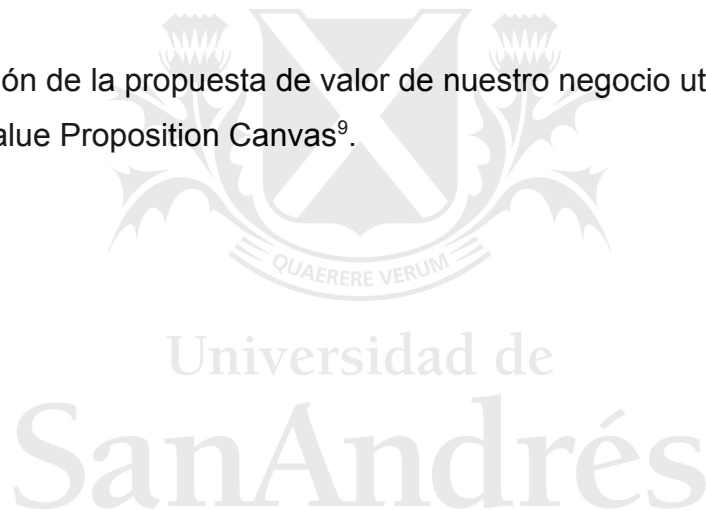 ón de la propuesta de valor de nuestro negocio ut
alue Proposition Canvas⁹.
QUAERERE VERUM
Universidad de
SanAndrés